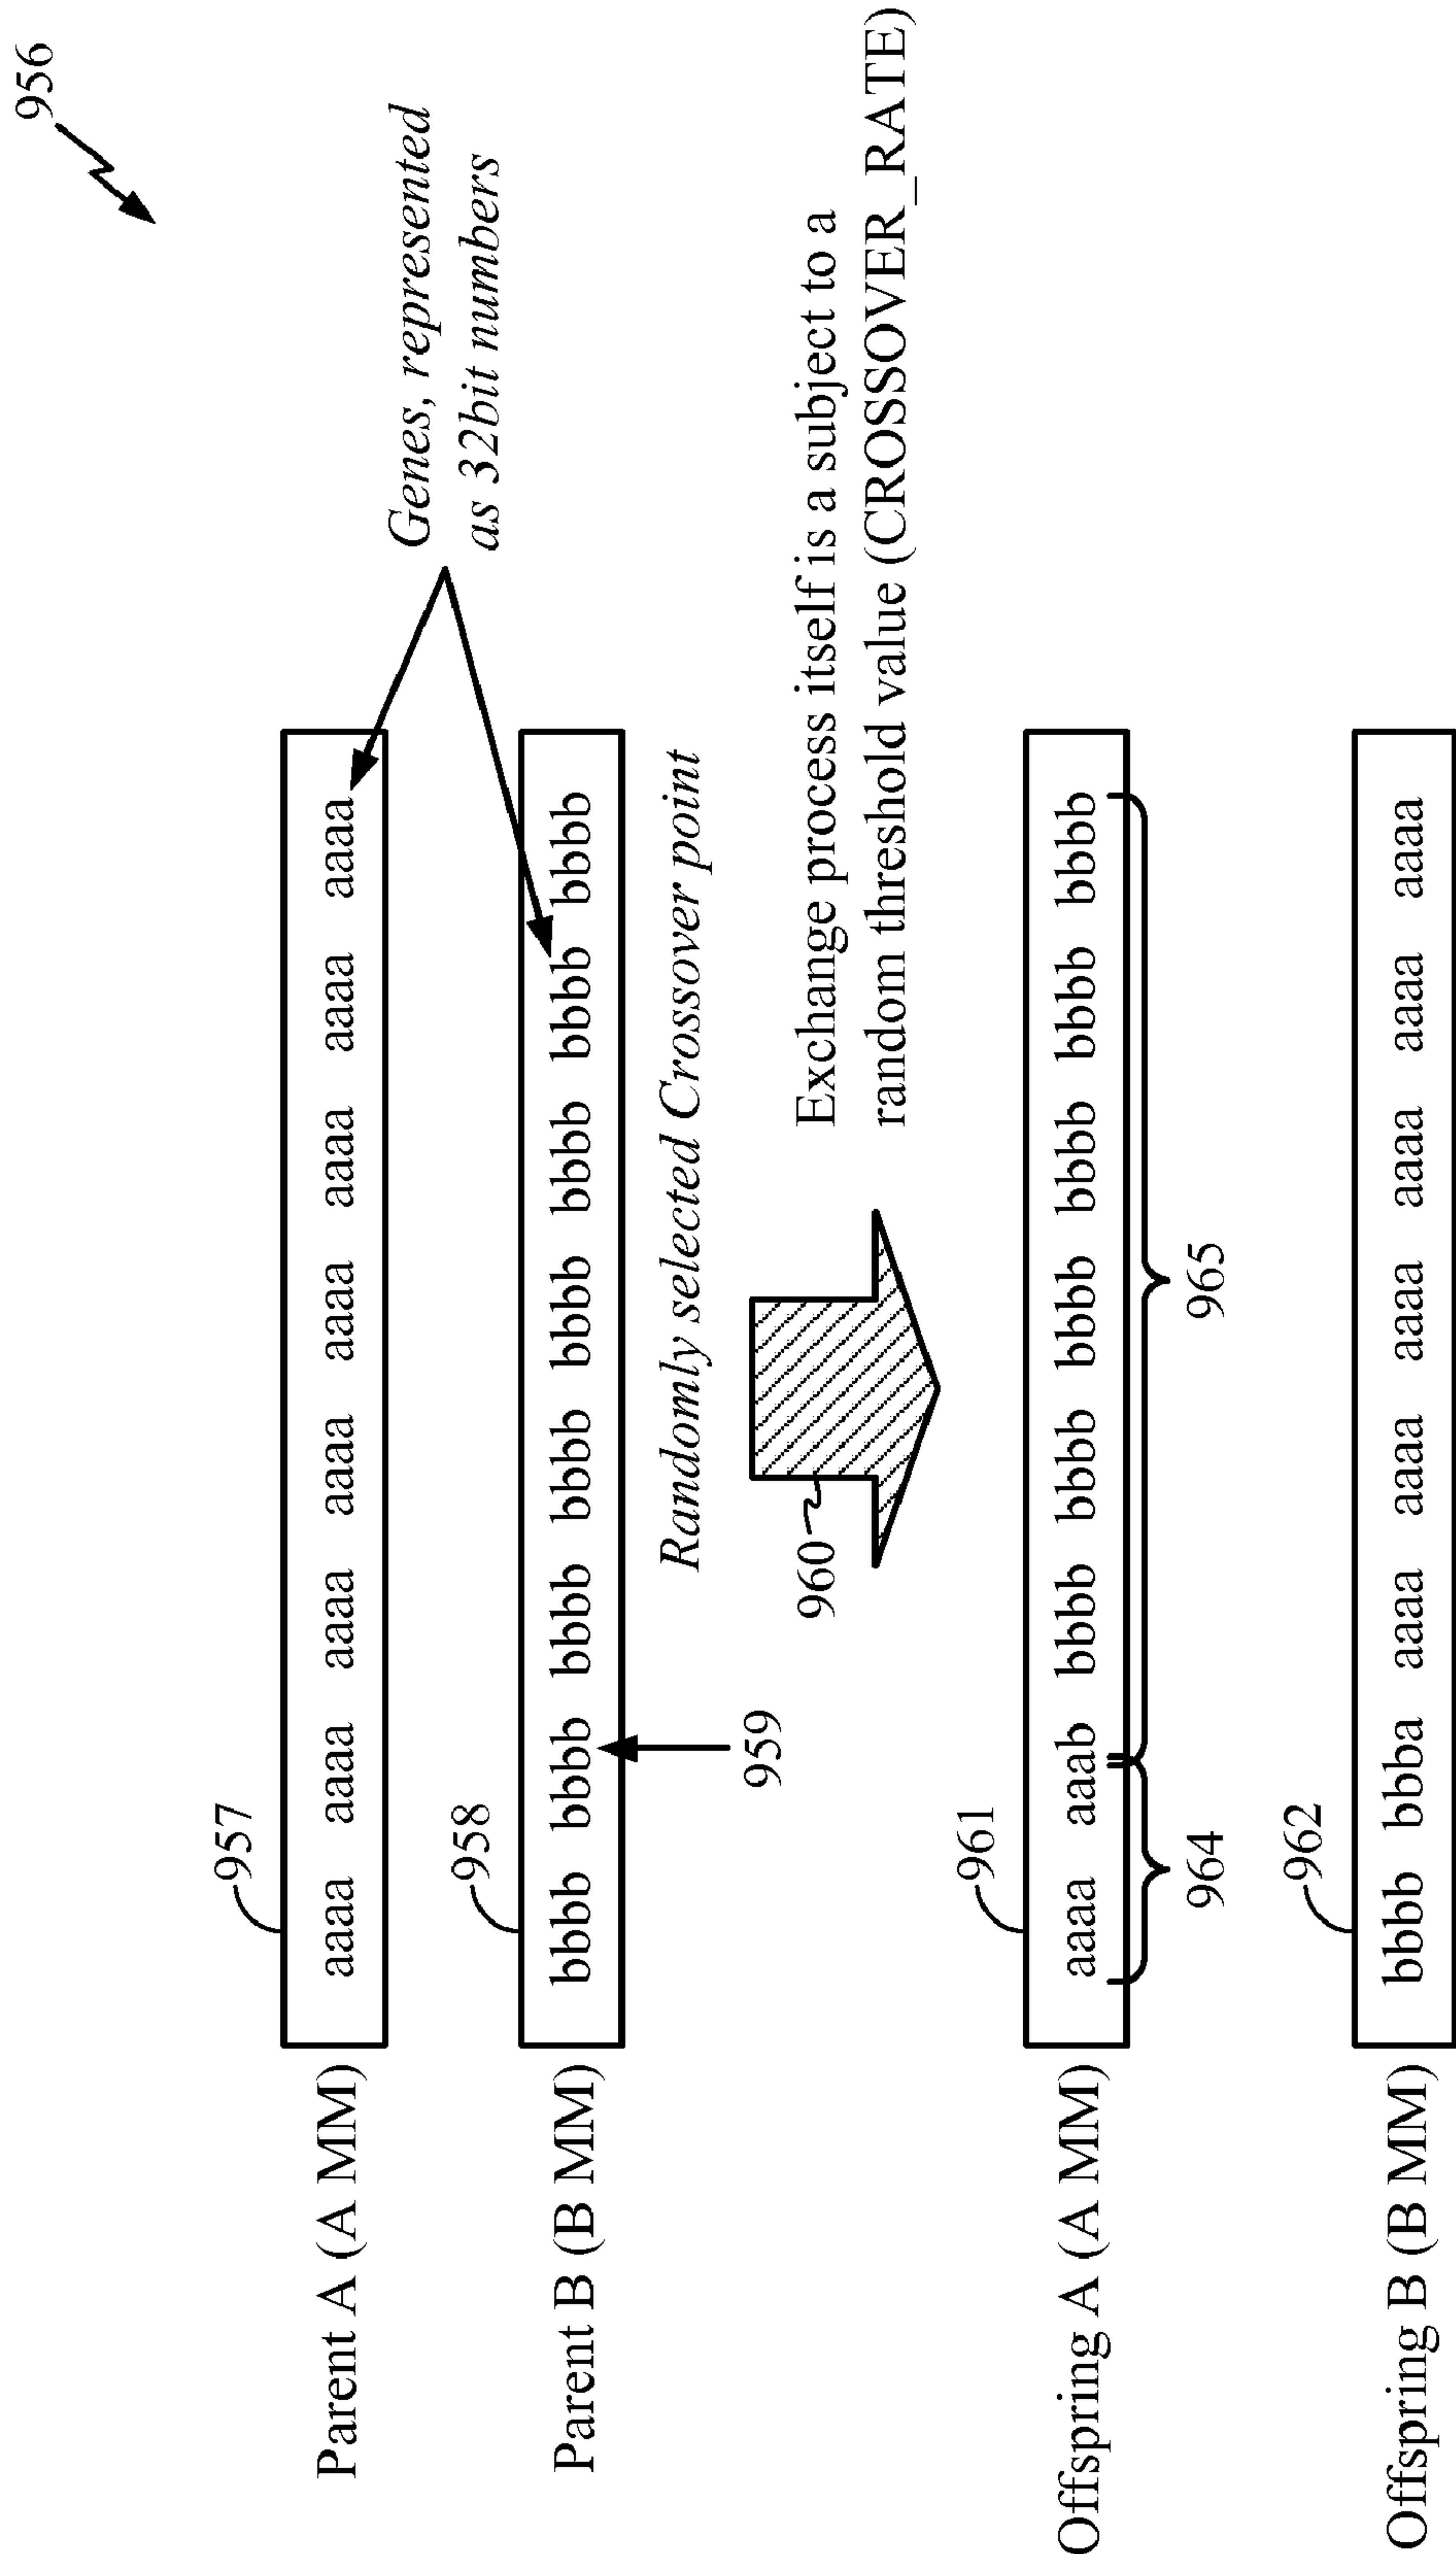 956
957
Parent A (A MM) aaaa aaaa aaaa aaaa aaaa aaaa aaaa aaaa
Genes, represented
as 32bit numbers
958
Parent B (B MM) bbbb bbbb bbbb bbbb bbbb bbbb bbbb bbbb
Randomly selected Crossover point
959
960
Exchange process itself is a subject to a
random threshold value (CROSSOVER_RATE)
961
Offspring A (A MM) aaaa aaab bbbb bbbb bbbb bbbb bbbb bbbb
964
965
962
Offspring B (B MM) bbbb bbba aaaa aaaa aaaa aaaa aaaa aaaa